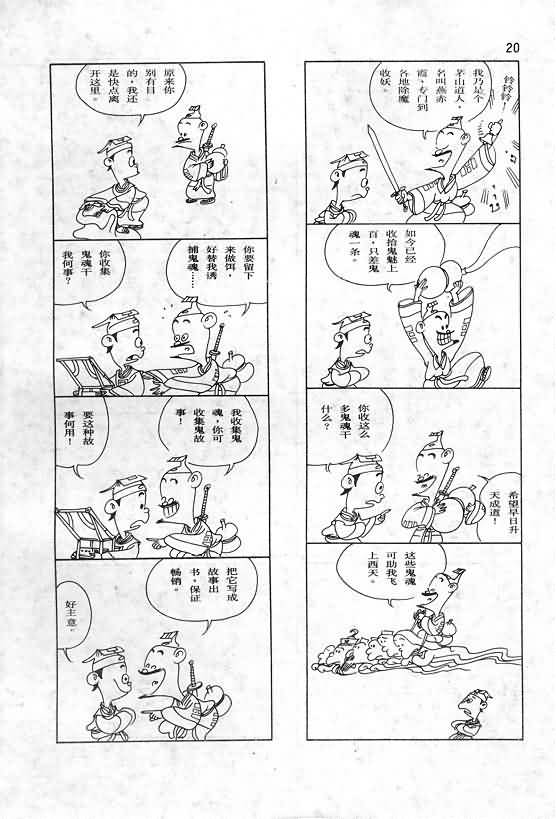 20
铃铃铃！
我乃是个
茅山道人，
名叫燕赤
霞，专门到
各地除魔
收妖。
如今已经
收拾鬼魅上
百，只差鬼
魂一条。
你收这么
多鬼魂干
什么？
希望早日升
天成道！
这些鬼魂
可助我飞
上西天。
原来你
别有目
的，我还
是快点离
开这里。
你要留下
来做饵，
好替我诱
捕鬼魂……
你收集
鬼魂干
我何事？
我收集鬼
魂，你可
收集鬼故
事！
要这种故
事何用！
把它写成
故事出
书，保证
畅销。
好主意。